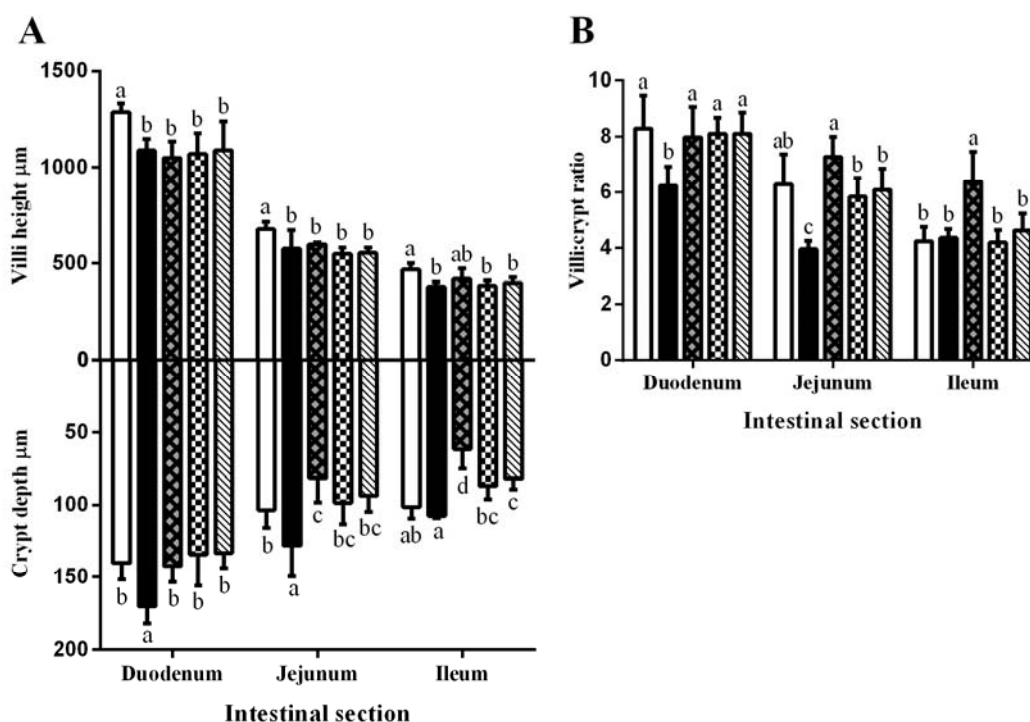 A
1500
1000
500
0
50
100
150
200
Villi height μm
Crypt depth μm
a b b b b
a b b b b
a b ab b b
b a b b b
b a c bc bc
ab a d bc c
Duodenum Jejunum Ileum
Intestinal section
B
10
8
6
4
2
0
Villi:crypt ratio
a b a a a
ab c a b b
b b a b b
Duodenum Jejunum Ileum
Intestinal section